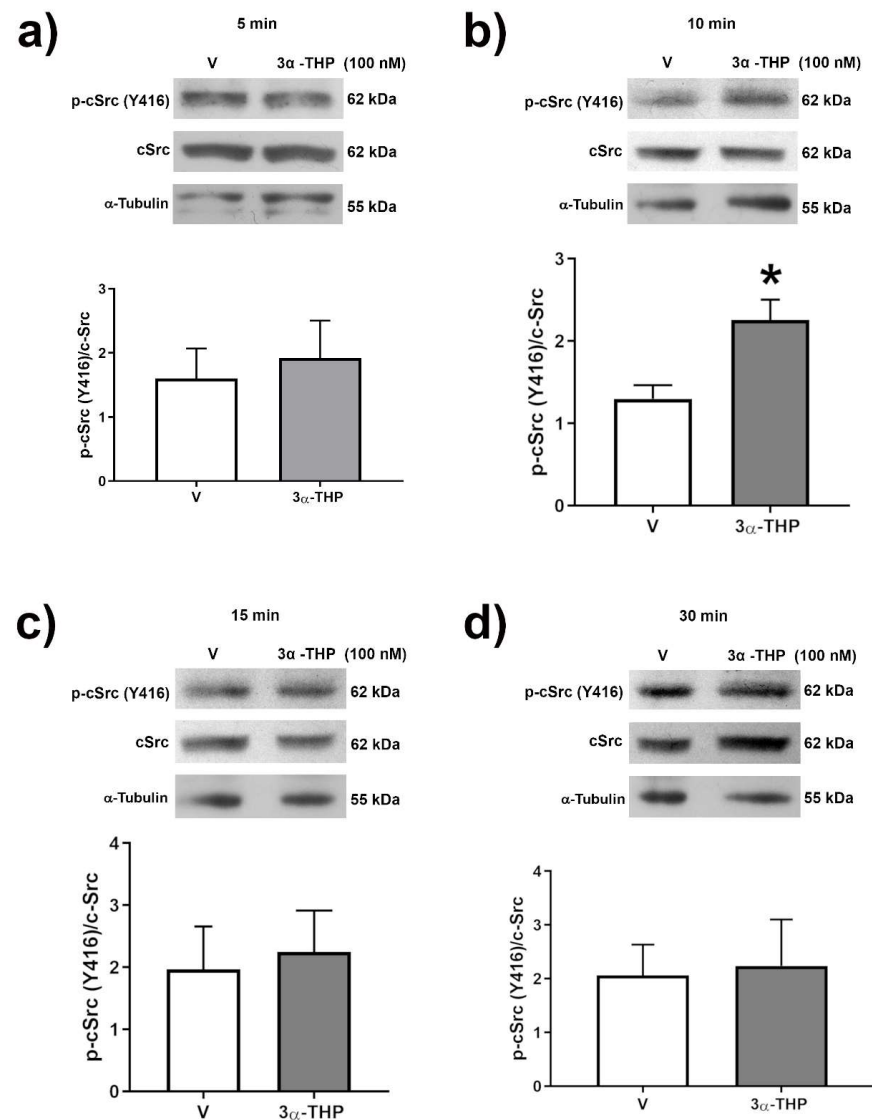 a)
5 min
V 3α -THP (100 nM)
p-cSrc (Y416) 62 kDa
cSrc 62 kDa
α-Tubulin 55 kDa
p-cSrc (Y416)/c-Src
3
2
1
0
V 3α-THP
b)
10 min
V 3α -THP (100 nM)
p-cSrc (Y416) 62 kDa
cSrc 62 kDa
α-Tubulin 55 kDa
p-cSrc (Y416)/c-Src
3
*
2
1
0
V 3α-THP
c)
15 min
V 3α -THP (100 nM)
p-cSrc (Y416) 62 kDa
cSrc 62 kDa
α-Tubulin 55 kDa
p-cSrc (Y416)/c-Src
4
3
2
1
0
V 3α-THP
d)
30 min
V 3α -THP (100 nM)
p-cSrc (Y416) 62 kDa
cSrc 62 kDa
α-Tubulin 55 kDa
p-cSrc (Y416)/c-Src
4
3
2
1
0
V 3α-THP